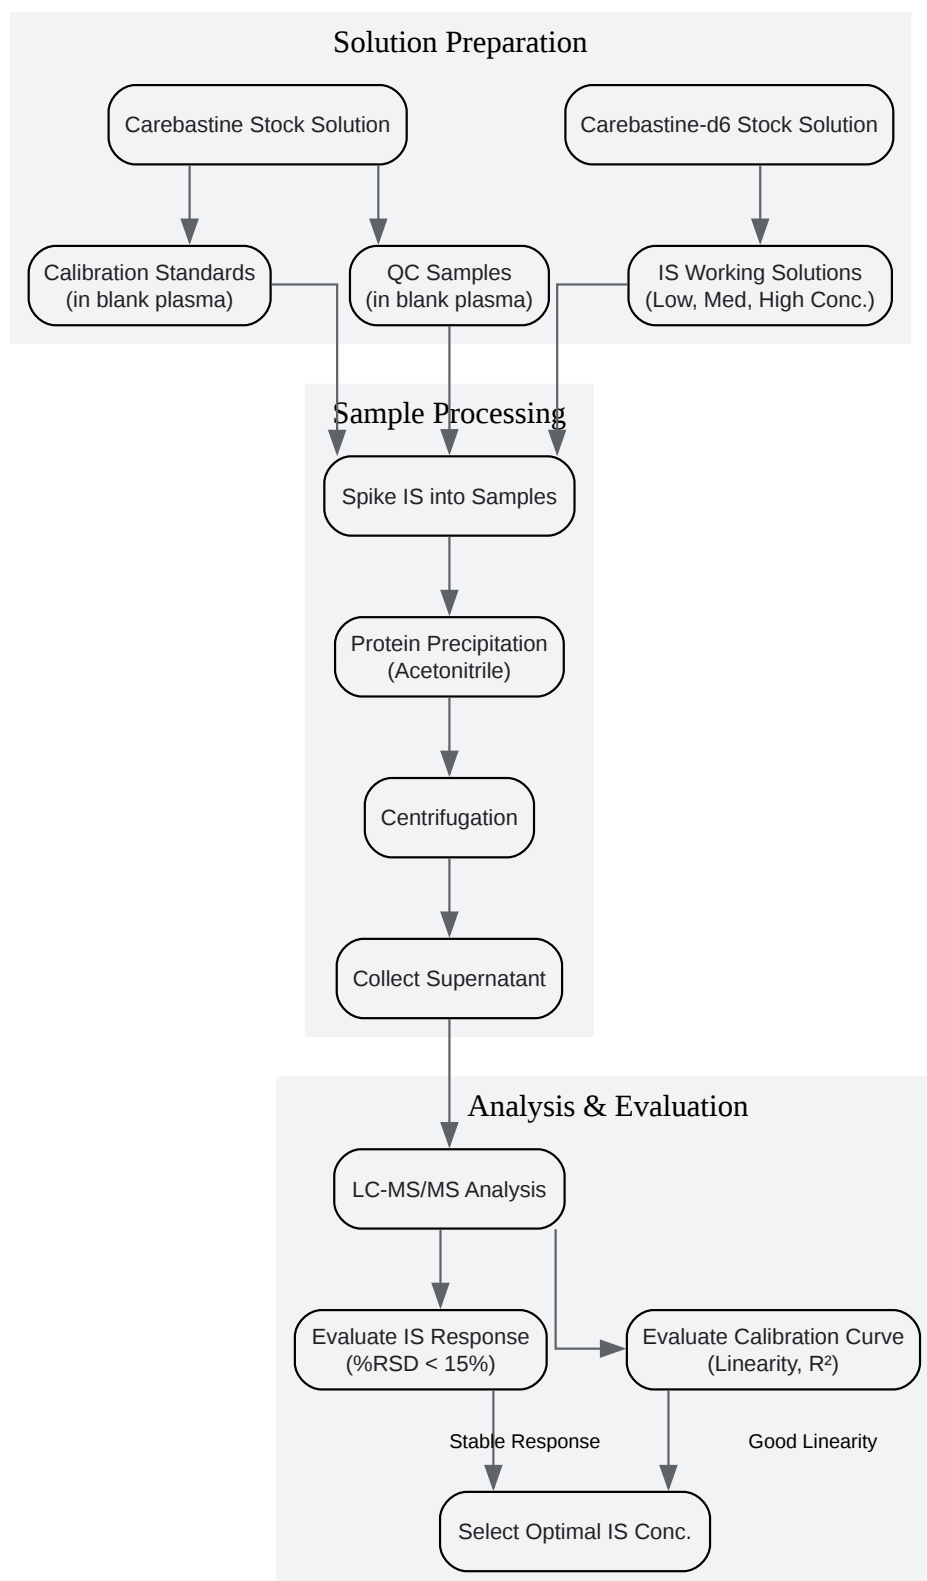 Solution Preparation
Carebastine Stock Solution
Carebastine-d6 Stock Solution
Calibration Standards
(in blank plasma)
QC Samples
(in blank plasma)
IS Working Solutions
(Low, Med, High Conc.)
Sample Processing
Spike IS into Samples
Protein Precipitation
(Acetonitrile)
Centrifugation
Collect Supernatant
Analysis & Evaluation
LC-MS/MS Analysis
Evaluate IS Response
(%RSD < 15%)
Evaluate Calibration Curve
(Linearity, R²)
Stable Response
Good Linearity
Select Optimal IS Conc.